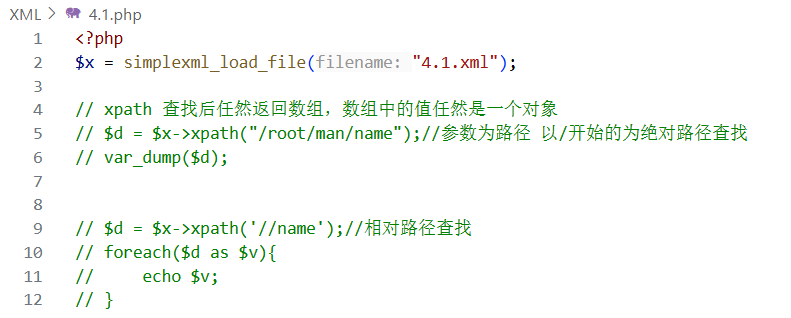 XML > 4.1.php
1 <?php
2 $x = simplexml_load_file(filename: "4.1.xml");
3
4 // xpath 查找后任然返回数组，数组中的值任然是一个对象
5 // $d = $x->xpath("/root/man/name");//参数为路径 以/开始的为绝对路径查找
6 // var_dump($d);
7
8
9 // $d = $x->xpath('//name');//相对路径查找
10 // foreach($d as $v){
11 //     echo $v;
12 // }